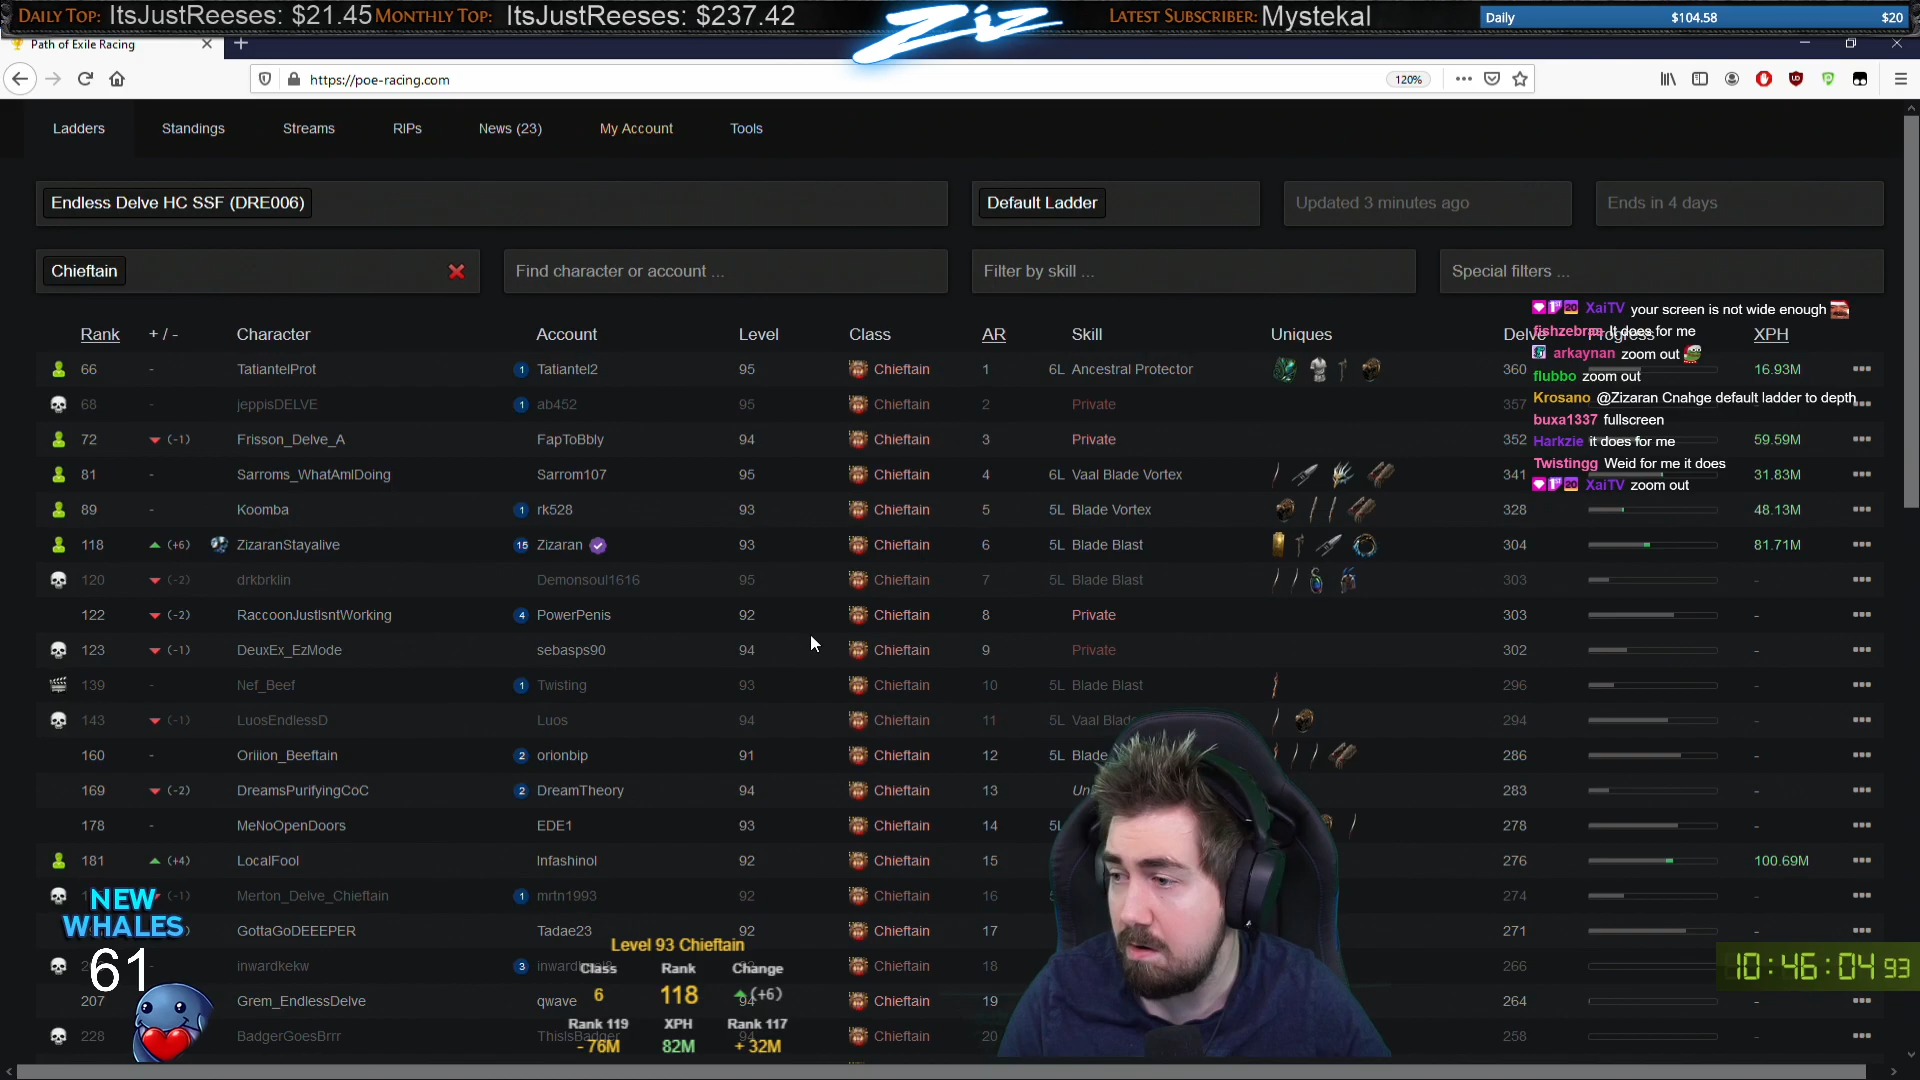 DAILY TOP: ItsJustReeses: $21.45 MONTHLY TOP: ItsJustReeses: $237.42 Ziz LATEST SUBSCRIBER: Mystekal Daily $104.58 $20
Path of Exile Racing
https://poe-racing.com 120%
Ladders Standings Streams RIPs News (23) My Account Tools
Endless Delve HC SSF (DRE006) Default Ladder Updated 3 minutes ago Ends in 4 days
Chieftain Find character or account ... Filter by skill ... Special filters ...
XaiTV your screen is not wide enough
fishzebras It does for me
arkaynan zoom out
flubbo zoom out
Krosano @Zizaran Cnahge default ladder to depth
buxa1337 fullscreen
Harkzie it does for me
Twistingg Weid for me it does
XaiTV zoom out
Rank + / - Character Account Level Class AR Skill Uniques Delve Progress XPH
66 - TatiantelProt 1 Tatiantel2 95 Chieftain 1 6L Ancestral Protector 360 16.93M
68 - jeppisDELVE 1 ab452 95 Chieftain 2 Private 357
72 (-1) Frisson_Delve_A FapToBbly 94 Chieftain 3 Private 352 59.59M
81 - Sarroms_WhatAmIDoing Sarrom107 95 Chieftain 4 6L Vaal Blade Vortex 341 31.83M
89 - Koomba 1 rk528 93 Chieftain 5 5L Blade Vortex 328 48.13M
118 (+6) ZizaranStayalive 15 Zizaran 93 Chieftain 6 5L Blade Blast 304 81.71M
120 (-2) drkbrklin Demonsoul1616 95 Chieftain 7 5L Blade Blast 303 -
122 (-2) RaccoonJustIsntWorking 4 PowerPenis 92 Chieftain 8 Private 303 -
123 (-1) DeuxEx_EzMode sebasps90 94 Chieftain 9 Private 302 -
139 - Nef_Beef 1 Twisting 93 Chieftain 10 5L Blade Blast 296 -
143 (-1) LuosEndlessD Luos 94 Chieftain 11 5L Vaal Blade 294 -
160 - Oriiion_Beeftain 2 orionbip 91 Chieftain 12 5L Blade 286 -
169 (-2) DreamsPurifyingCoC 2 DreamTheory 94 Chieftain 13 283 -
178 - MeNoOpenDoors EDE1 93 Chieftain 14 5L 278 -
181 (+4) LocalFool Infashinol 92 Chieftain 15 276 100.69M
(-1) Merton_Delve_Chieftain 1 mrtn1993 92 Chieftain 16 274 -
GottaGoDEEEPER Tadae23 92 Chieftain 17 271 -
inwardkekw 3 Chieftain 18 266
207 Grem_EndlessDelve qwave 94 Chieftain 19 264 -
228 BadgerGoesBrrr ThisIsBadger 94 Chieftain 20 258 -
NEW
WHALES
61
Level 93 Chieftain
Class Rank Change
6 118 (+6)
Rank 119 XPH Rank 117
- 76M 82M + 32M
10:46:04 93